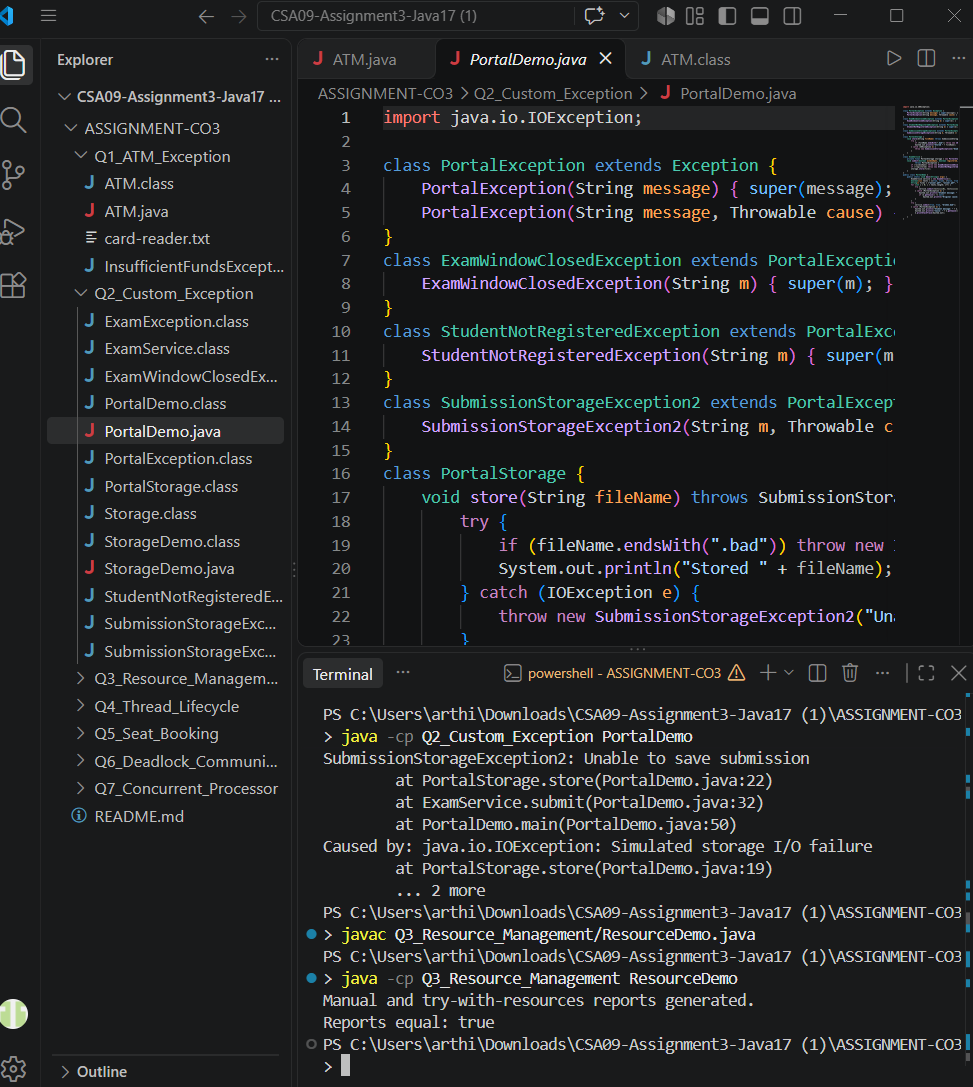 CSA09-Assignment3-Java17 (1)
Explorer
CSA09-Assignment3-Java17 ...
ASSIGNMENT-CO3
Q1_ATM_Exception
ATM.class
ATM.java
card-reader.txt
InsufficientFundsExcept...
Q2_Custom_Exception
ExamException.class
ExamService.class
ExamWindowClosedEx...
PortalDemo.class
PortalDemo.java
PortalException.class
PortalStorage.class
Storage.class
StorageDemo.class
StorageDemo.java
StudentNotRegisteredE...
SubmissionStorageExc...
SubmissionStorageExc...
Q3_Resource_Managem...
Q4_Thread_Lifecycle
Q5_Seat_Booking
Q6_Deadlock_Communi...
Q7_Concurrent_Processor
README.md
Outline
ATM.java PortalDemo.java ATM.class
ASSIGNMENT-CO3 > Q2_Custom_Exception > PortalDemo.java
1 import java.io.IOException;
2
3 class PortalException extends Exception {
4 PortalException(String message) { super(message);
5 PortalException(String message, Throwable cause)
6 }
7 class ExamWindowClosedException extends PortalExcepti
8 ExamWindowClosedException(String m) { super(m); }
9 }
10 class StudentNotRegisteredException extends PortalExc
11 StudentNotRegisteredException(String m) { super(m
12 }
13 class SubmissionStorageException2 extends PortalExcep
14 SubmissionStorageException2(String m, Throwable c
15 }
16 class PortalStorage {
17 void store(String fileName) throws SubmissionStor
18 try {
19 if (fileName.endsWith(".bad")) throw new
20 System.out.println("Stored " + fileName);
21 } catch (IOException e) {
22 throw new SubmissionStorageException2("Una
23 }
Terminal ... powershell - ASSIGNMENT-CO3
PS C:\Users\arthi\Downloads\CSA09-Assignment3-Java17 (1)\ASSIGNMENT-CO3
> java -cp Q2_Custom_Exception PortalDemo
SubmissionStorageException2: Unable to save submission
at PortalStorage.store(PortalDemo.java:22)
at ExamService.submit(PortalDemo.java:32)
at PortalDemo.main(PortalDemo.java:50)
Caused by: java.io.IOException: Simulated storage I/O failure
at PortalStorage.store(PortalDemo.java:19)
... 2 more
PS C:\Users\arthi\Downloads\CSA09-Assignment3-Java17 (1)\ASSIGNMENT-CO3
> javac Q3_Resource_Management/ResourceDemo.java
PS C:\Users\arthi\Downloads\CSA09-Assignment3-Java17 (1)\ASSIGNMENT-CO3
> java -cp Q3_Resource_Management ResourceDemo
Manual and try-with-resources reports generated.
Reports equal: true
PS C:\Users\arthi\Downloads\CSA09-Assignment3-Java17 (1)\ASSIGNMENT-CO3
>